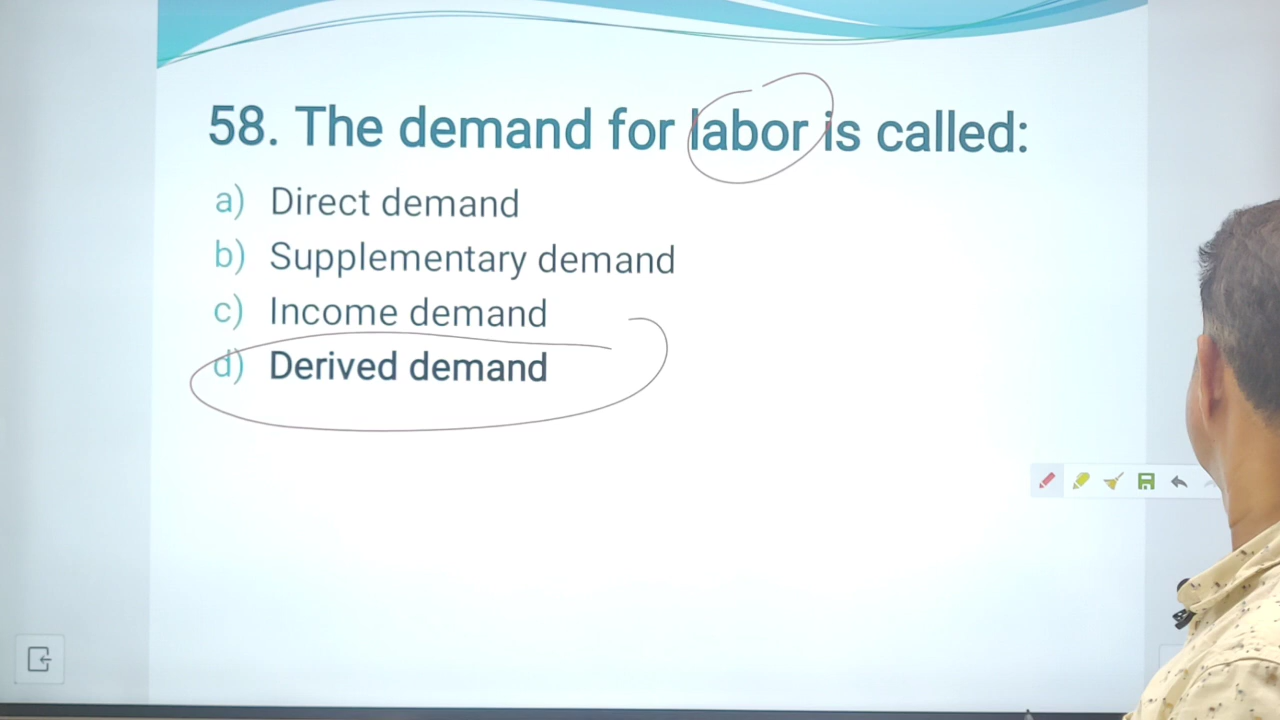 58. The demand for labor is called:
a) Direct demand
b) Supplementary demand
c) Income demand
d) Derived demand